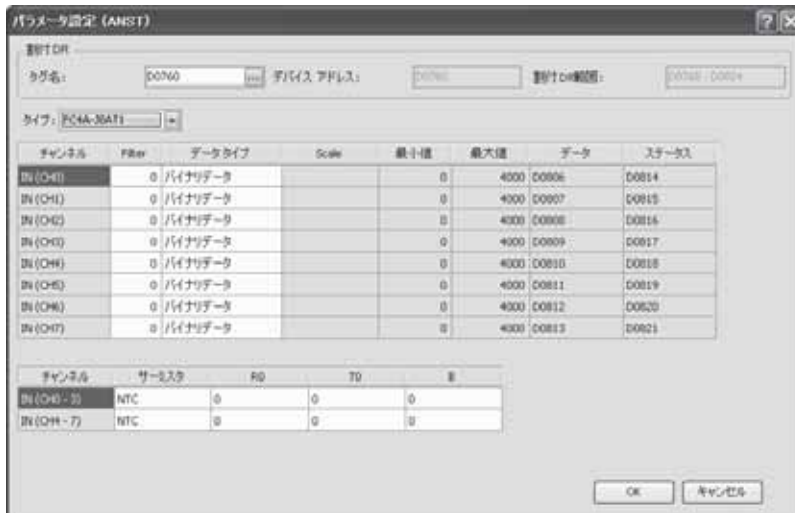 パラメータ設定 (ANST)
割付DR
タグ名: D0760 ... デバイス アドレス: D0760 割付DR範囲:
タイプ: FC4A-J8AT1
チャンネル Filter データタイプ Scale 最小値 最大値 データ ステータス
IN (CH0) 0 バイナリデータ 0 4000 D0806 D0814
IN (CH1) 0 バイナリデータ 0 4000 D0807 D0815
IN (CH2) 0 バイナリデータ 0 4000 D0808 D0816
IN (CH3) 0 バイナリデータ 0 4000 D0809 D0817
IN (CH4) 0 バイナリデータ 0 4000 D0810 D0818
IN (CH5) 0 バイナリデータ 0 4000 D0811 D0819
IN (CH6) 0 バイナリデータ 0 4000 D0812 D0820
IN (CH7) 0 バイナリデータ 0 4000 D0813 D0821
チャンネル サーミスタ R0 T0 B
IN (CH0 - 3) NTC 0 0 0
IN (CH4 - 7) NTC 0 0 0
OK キャンセル